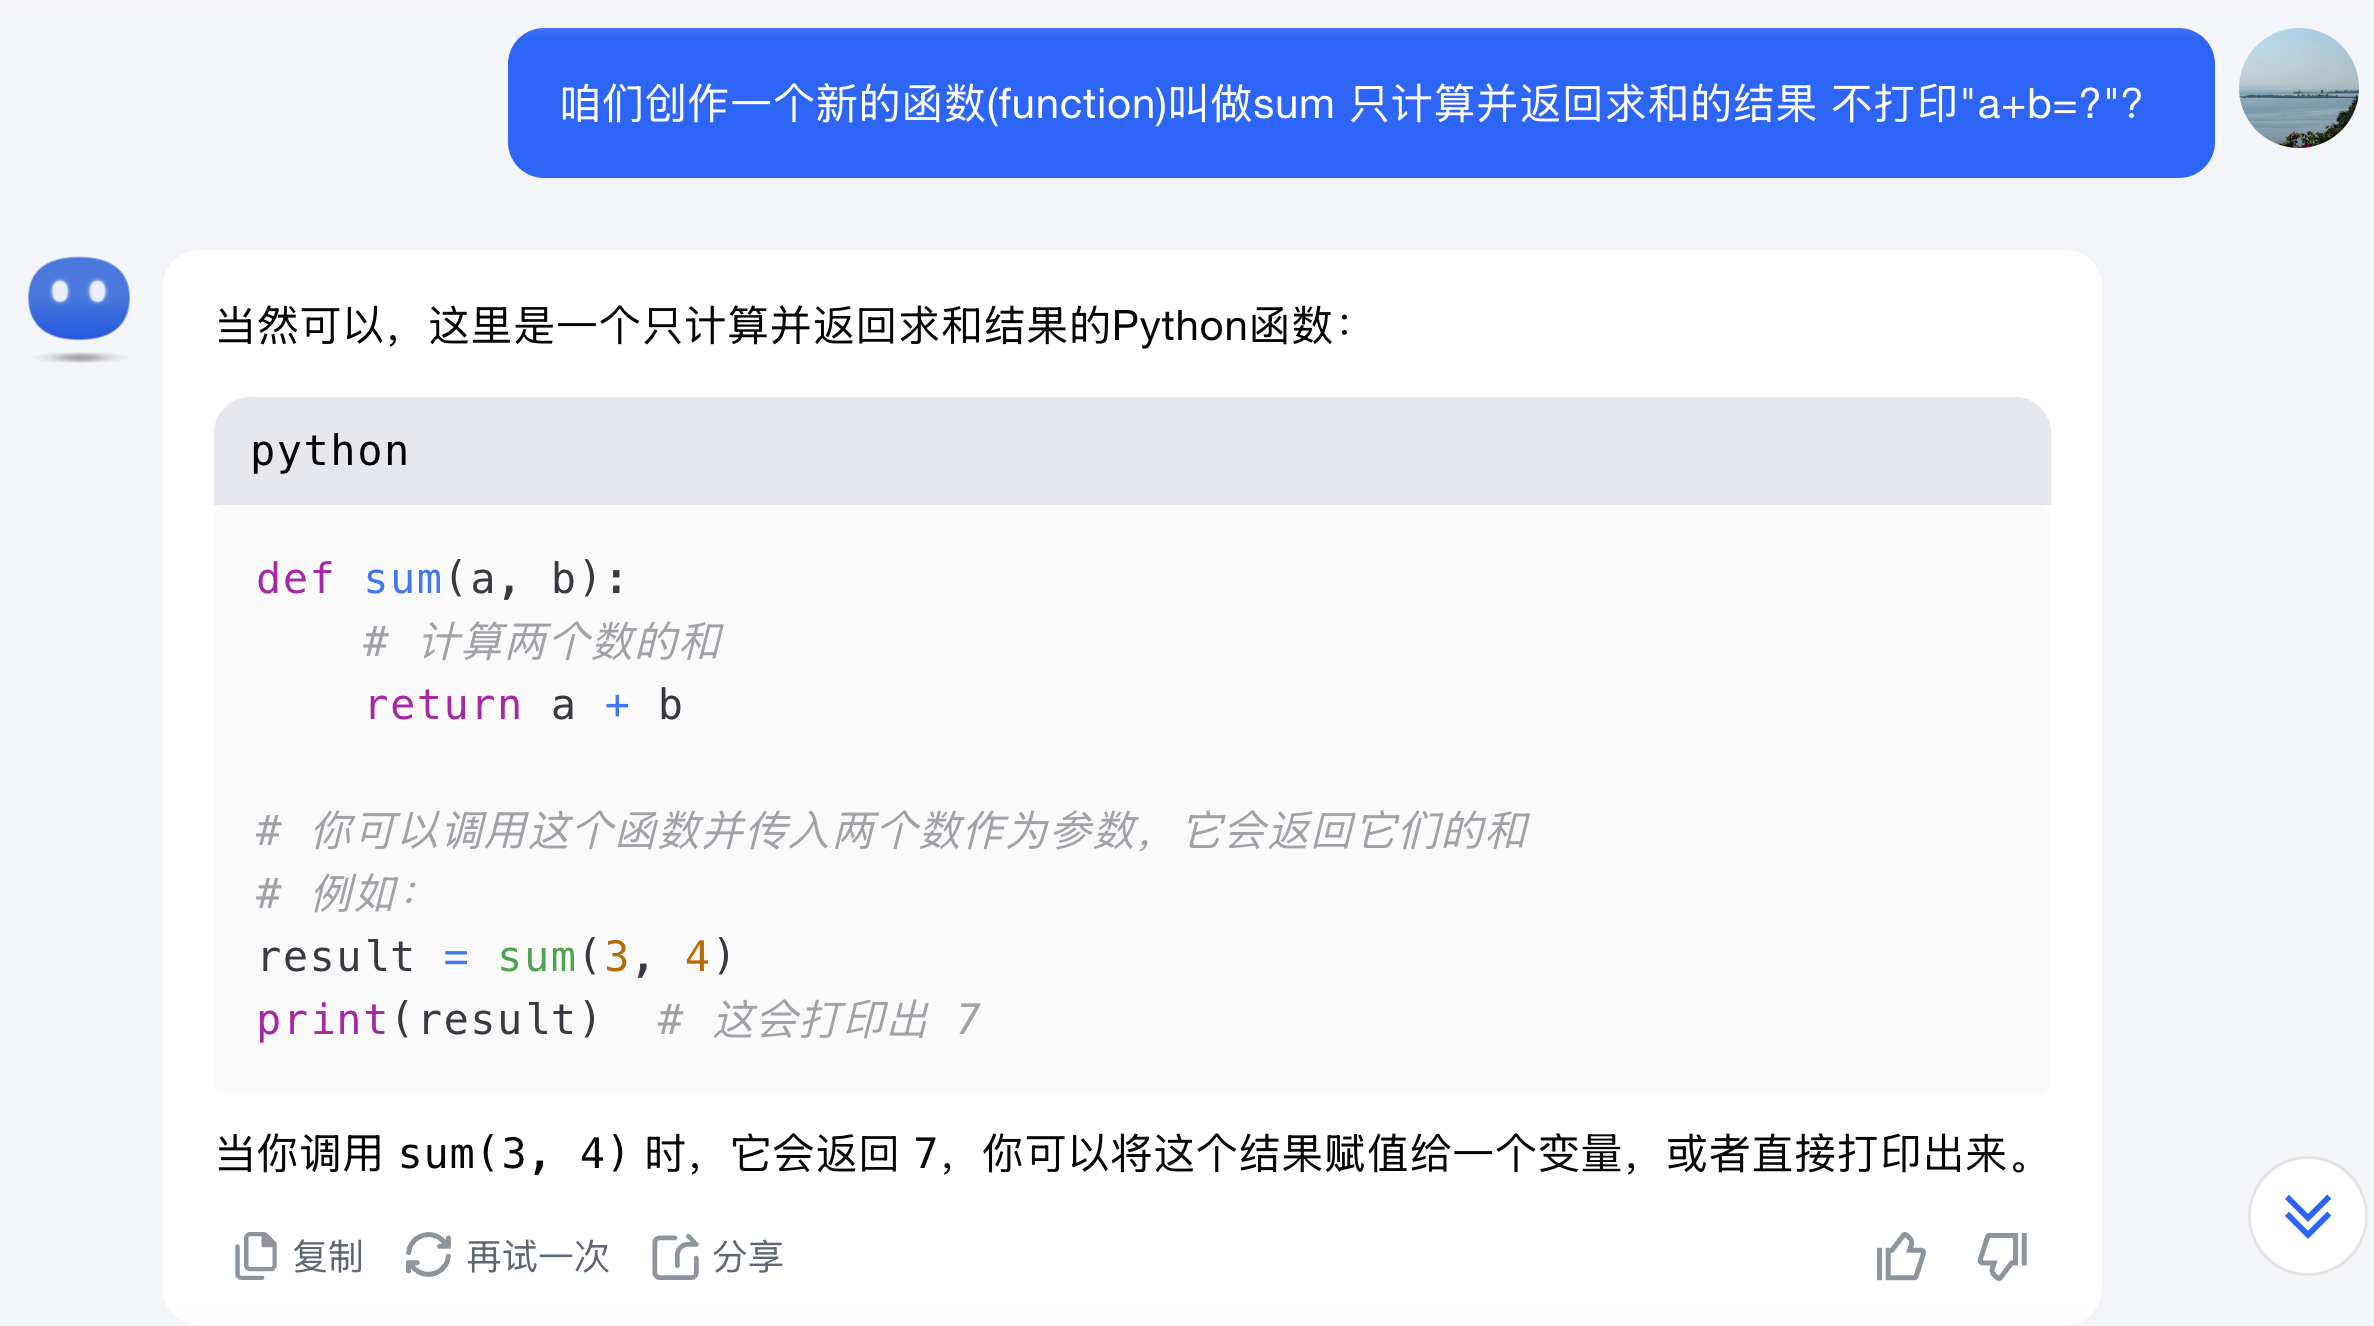 咱们创作一个新的函数(function)叫做sum 只计算并返回求和的结果 不打印"a+b=?"?
当然可以，这里是一个只计算并返回求和结果的Python函数：
python
def sum(a, b):
    # 计算两个数的和
    return a + b
# 你可以调用这个函数并传入两个数作为参数，它会返回它们的和
# 例如：
result = sum(3, 4)
print(result)  # 这会打印出 7
当你调用 sum(3, 4) 时，它会返回 7，你可以将这个结果赋值给一个变量，或者直接打印出来。
复制 再试一次 分享